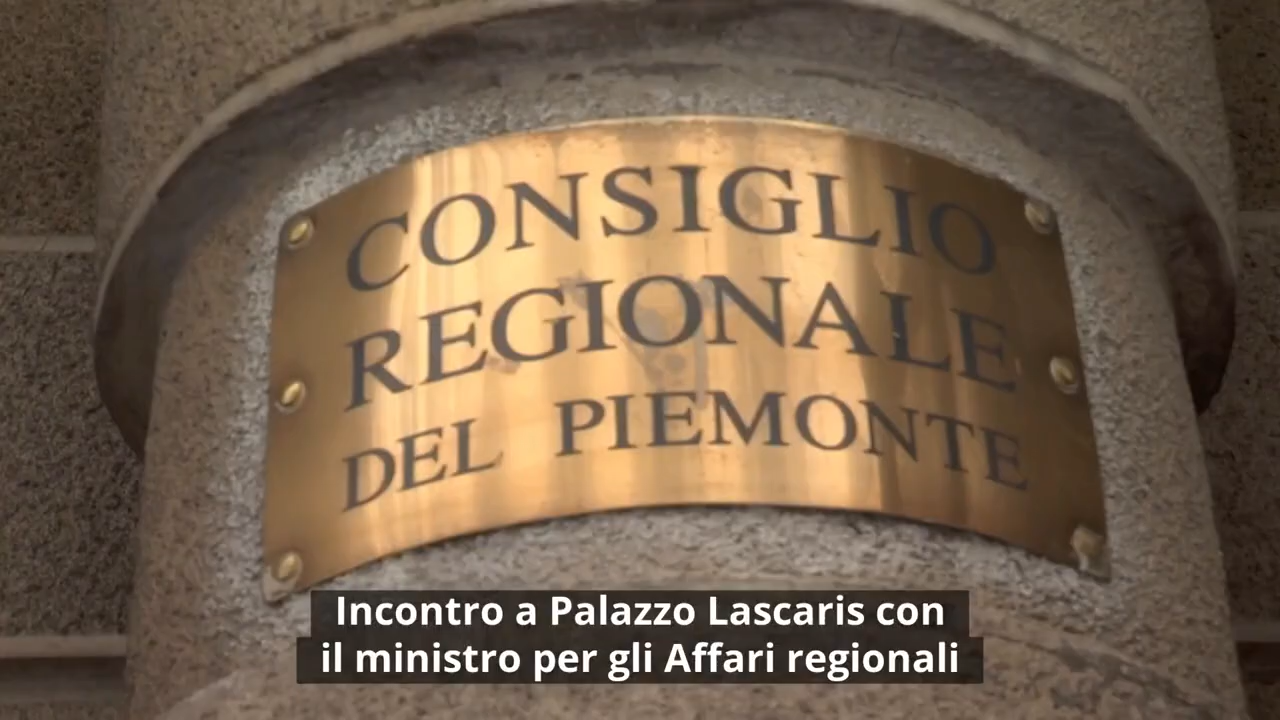 CONSIGLIO
REGIONALE
DEL PIEMONTE
Incontro a Palazzo Lascaris con
il ministro per gli Affari regionali